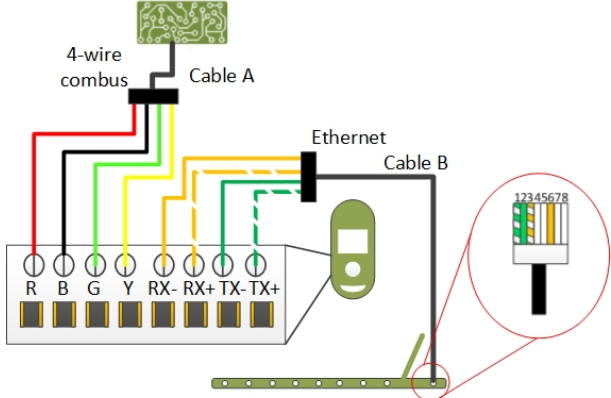 4-wire
combus
Cable A
Ethernet
Cable B
12345678
R B G Y RX- RX+ TX- TX+